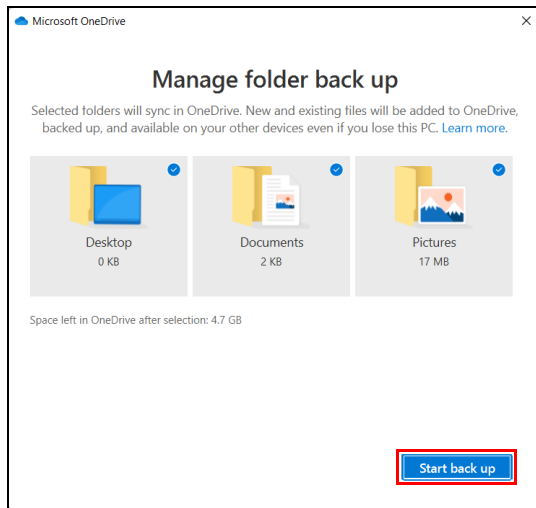 Microsoft OneDrive
Manage folder back up
Selected folders will sync in OneDrive. New and existing files will be added to OneDrive,
backed up, and available on your other devices even if you lose this PC. Learn more.
Desktop
0 KB
Documents
2 KB
Pictures
17 MB
Space left in OneDrive after selection: 4.7 GB
Start back up